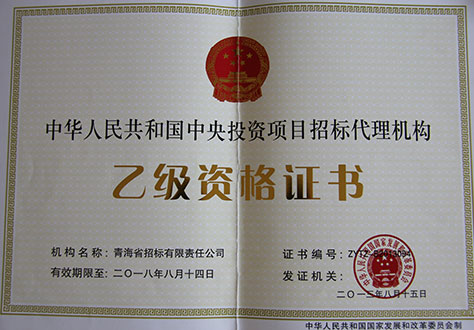 中华人民共和国中央投资项目招标代理机构
乙级资格证书
机构名称：青海省招标有限责任公司
证书编号：
有效期限至：二〇一八年八月十四日
发证机关：
二〇一三年八月十五日
中华人民共和国国家发展和改革委员会制